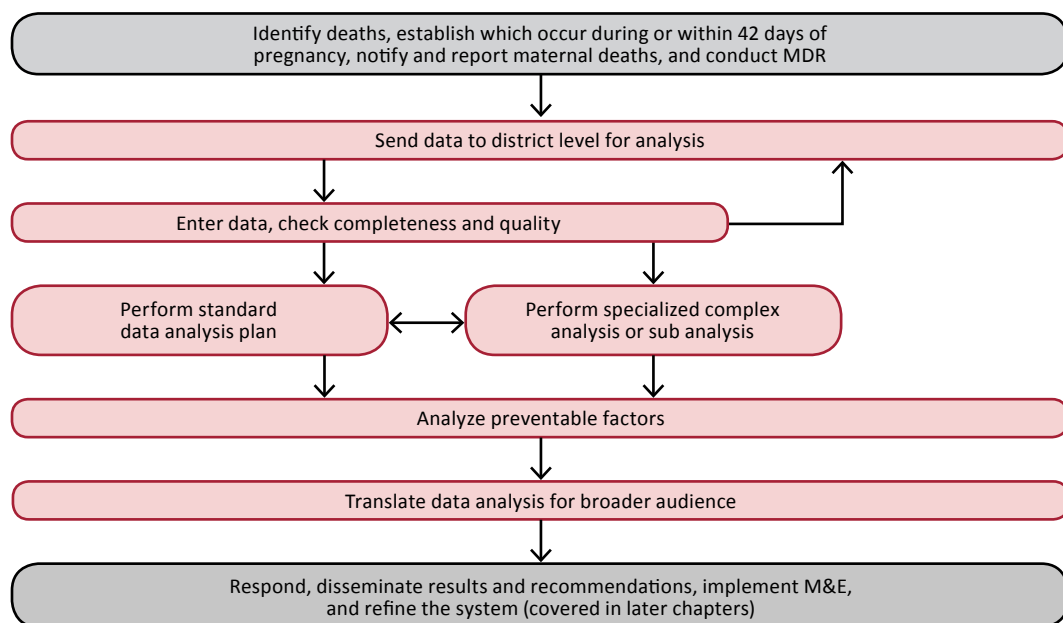 Identify deaths, establish which occur during or within 42 days of
pregnancy, notify and report maternal deaths, and conduct MDR
Send data to district level for analysis
Enter data, check completeness and quality
Perform standard
data analysis plan
Perform specialized complex
analysis or sub analysis
Analyze preventable factors
Translate data analysis for broader audience
Respond, disseminate results and recommendations, implement M&E,
and refine the system (covered in later chapters)